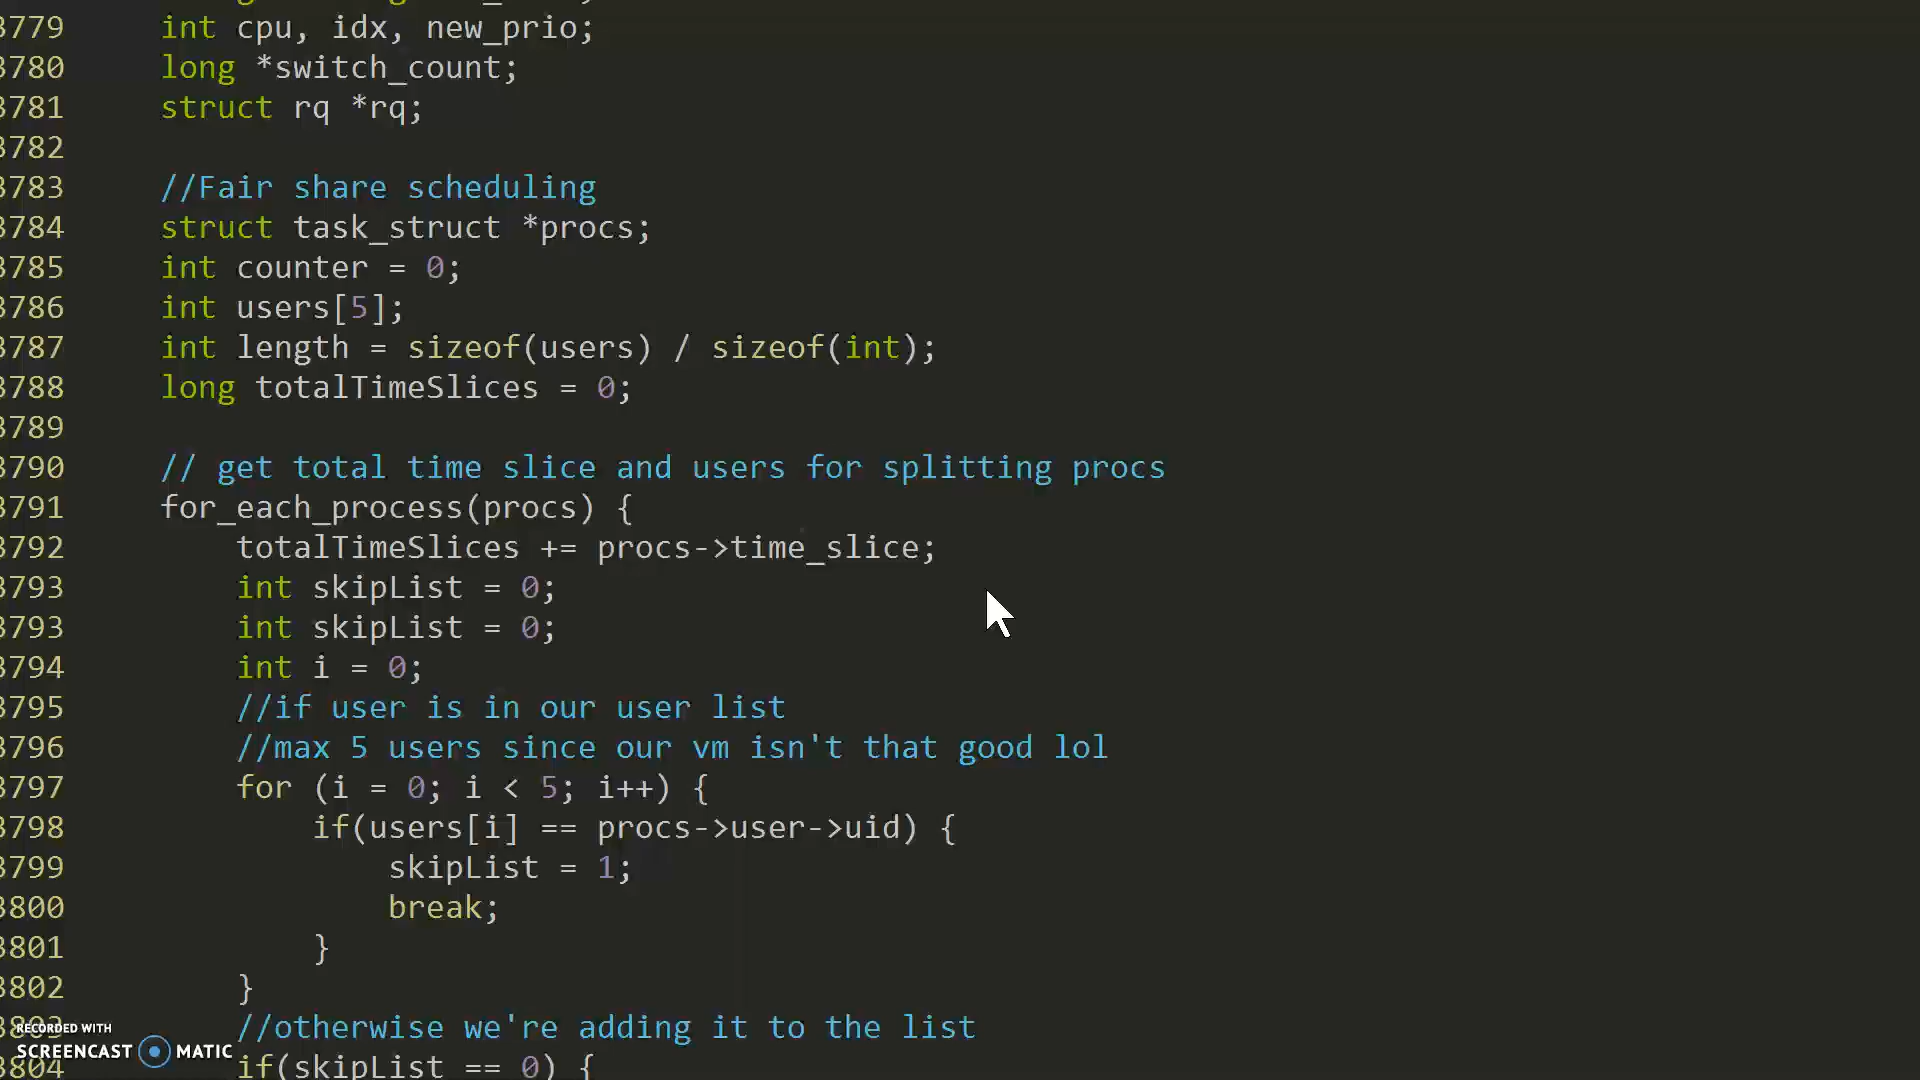 3779 int cpu, idx, new_prio;
3780 long *switch_count;
3781 struct rq *rq;
3782
3783 //Fair share scheduling
3784 struct task_struct *procs;
3785 int counter = 0;
3786 int users[5];
3787 int length = sizeof(users) / sizeof(int);
3788 long totalTimeSlices = 0;
3789
3790 // get total time slice and users for splitting procs
3791 for_each_process(procs) {
3792 totalTimeSlices += procs->time_slice;
3793 int skipList = 0;
3793 int skipList = 0;
3794 int i = 0;
3795 //if user is in our user list
3796 //max 5 users since our vm isn't that good lol
3797 for (i = 0; i < 5; i++) {
3798 if(users[i] == procs->user->uid) {
3799 skipList = 1;
3800 break;
3801 }
3802 }
3803 //otherwise we're adding it to the list
3804 if(skipList == 0) {
RECORDED WITH
SCREENCAST MATIC